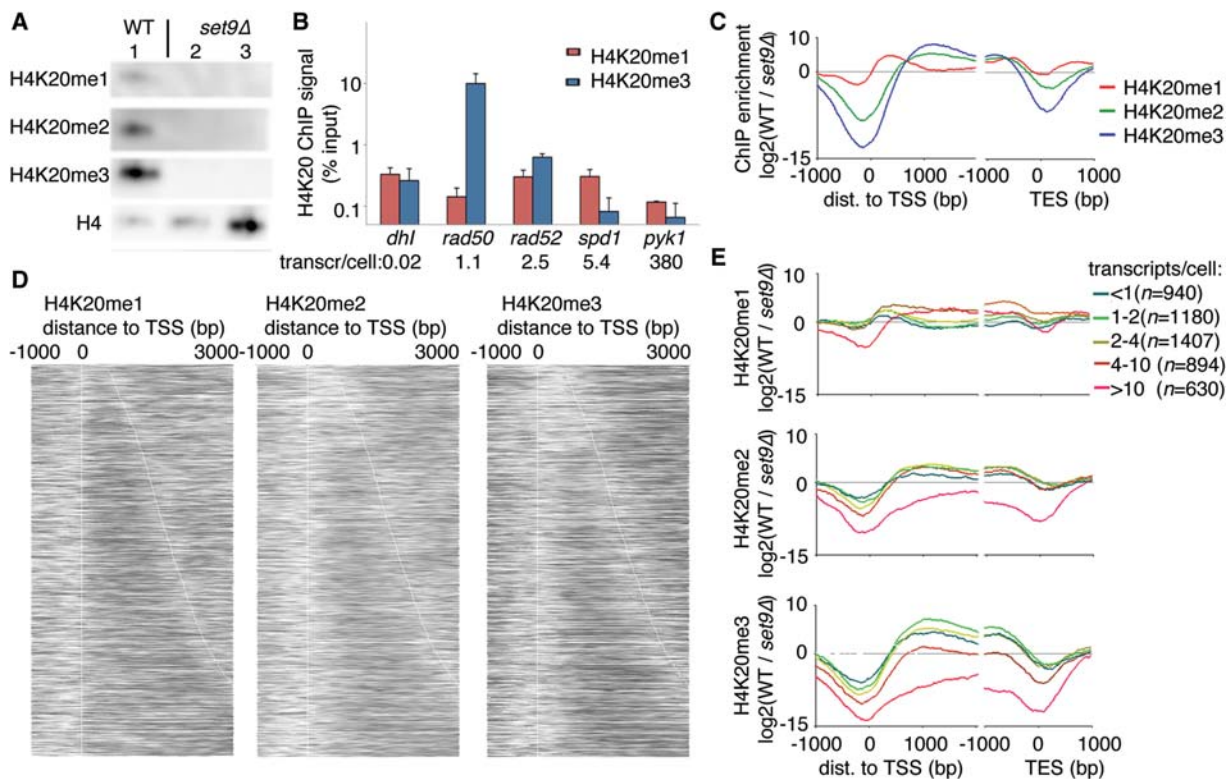 A
WT
set9Δ
1
2
3
H4K20me1
H4K20me2
H4K20me3
H4
B
H4K20 ChIP signal
(% input)
10
1
0.1
H4K20me1
H4K20me3
dhI
rad50
rad52
spd1
pyk1
transcr/cell:0.02
1.1
2.5
5.4
380
C
ChIP enrichment
log2(WT / set9Δ)
10
0
-15
-1000
0
1000
-1000
0
1000
dist. to TSS (bp)
TES (bp)
H4K20me1
H4K20me2
H4K20me3
D
H4K20me1
distance to TSS (bp)
-1000
0
3000
H4K20me2
distance to TSS (bp)
-1000
0
3000
H4K20me3
distance to TSS (bp)
-1000
0
3000
E
transcripts/cell:
<1(n=940)
1-2(n=1180)
2-4(n=1407)
4-10 (n=894)
>10 (n=630)
H4K20me1
log2(WT / set9Δ)
10
0
-15
H4K20me2
log2(WT / set9Δ)
10
0
-15
H4K20me3
log2(WT / set9Δ)
10
0
-15
-1000
0
1000
-1000
0
1000
dist. to TSS (bp)
TES (bp)